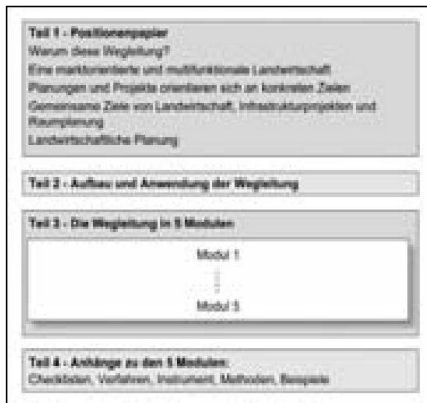 Teil 1 - Positionenpapier
Warum diese Wegleitung?
Eine marktorientierte und multifunktionale Landwirtschaft
Planungen und Projekte orientieren sich an konkreten Zielen
Gemeinsame Ziele von Landwirtschaft, Infrastrukturprojekten und
Raumplanung
Landwirtschaftliche Planung
Teil 2 - Aufbau und Anwendung der Wegleitung
Teil 3 - Die Wegleitung in 5 Modulen
Modul 1
Modul 5
Teil 4 - Anhänge zu den 5 Modulen:
Checklisten, Verfahren, Instrument, Methoden, Beispiele